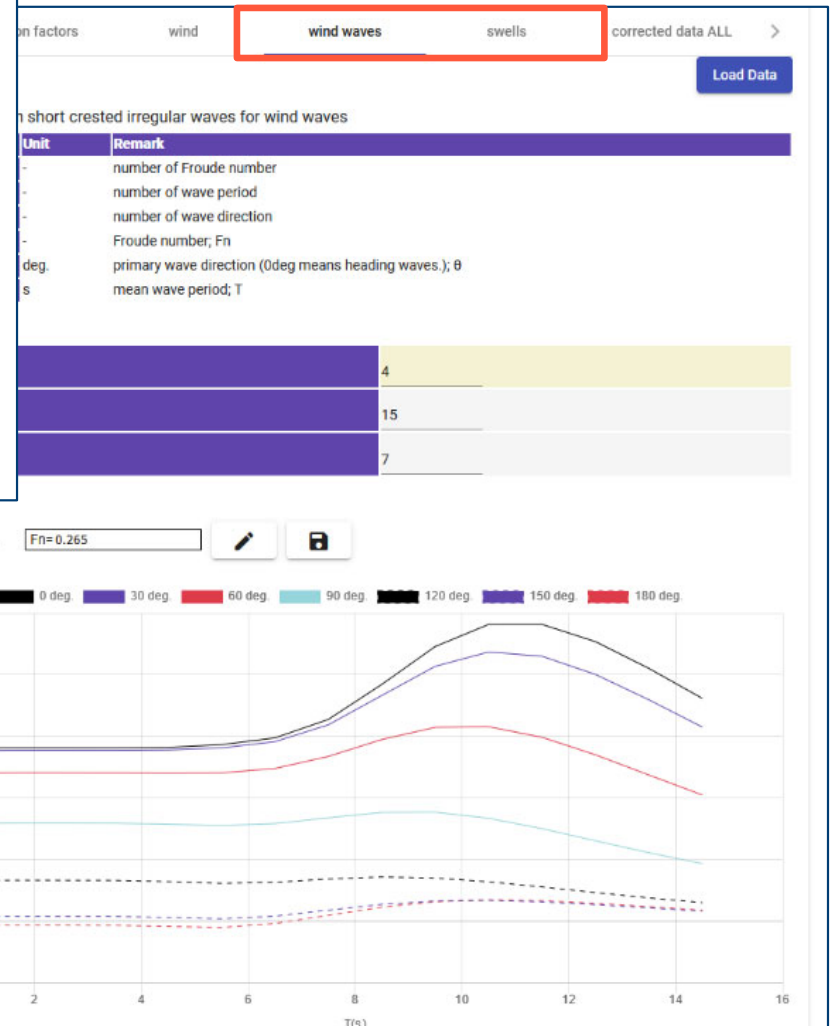 on factors wind wind waves swells corrected data ALL >
Load Data
n short crested irregular waves for wind waves
Unit Remark
- number of Froude number
- number of wave period
- number of wave direction
- Froude number; Fn
deg. primary wave direction (0deg means heading waves.); θ
s mean wave period; T
4
15
7
Fn= 0.265
0 deg. 30 deg. 60 deg. 90 deg. 120 deg. 150 deg. 180 deg.
2 4 6 8 10 12 14 16
T(s)